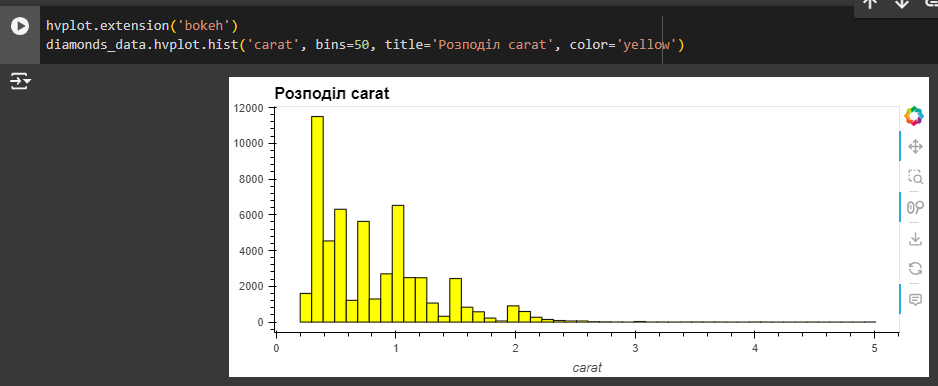 hvplot.extension('bokeh')
diamonds_data.hvplot.hist('carat', bins=50, title='Розподіл carat', color='yellow')
Розподіл carat
12000
10000
8000
6000
4000
2000
0
0 1 2 3 4 5
carat